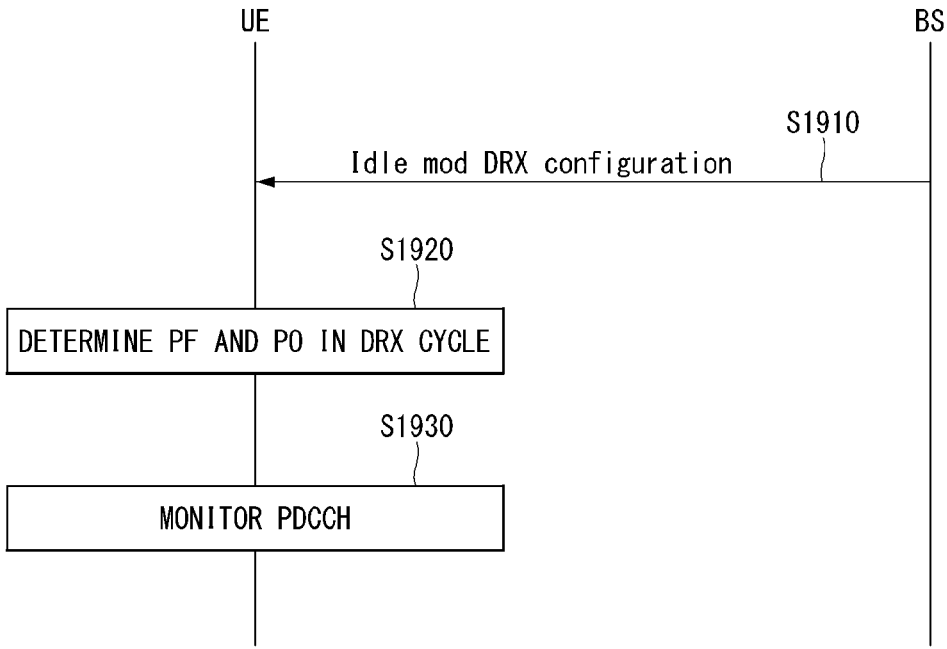 UE
BS
S1910
Idle mod DRX configuration
S1920
DETERMINE PF AND PO IN DRX CYCLE
S1930
MONITOR PDCCH